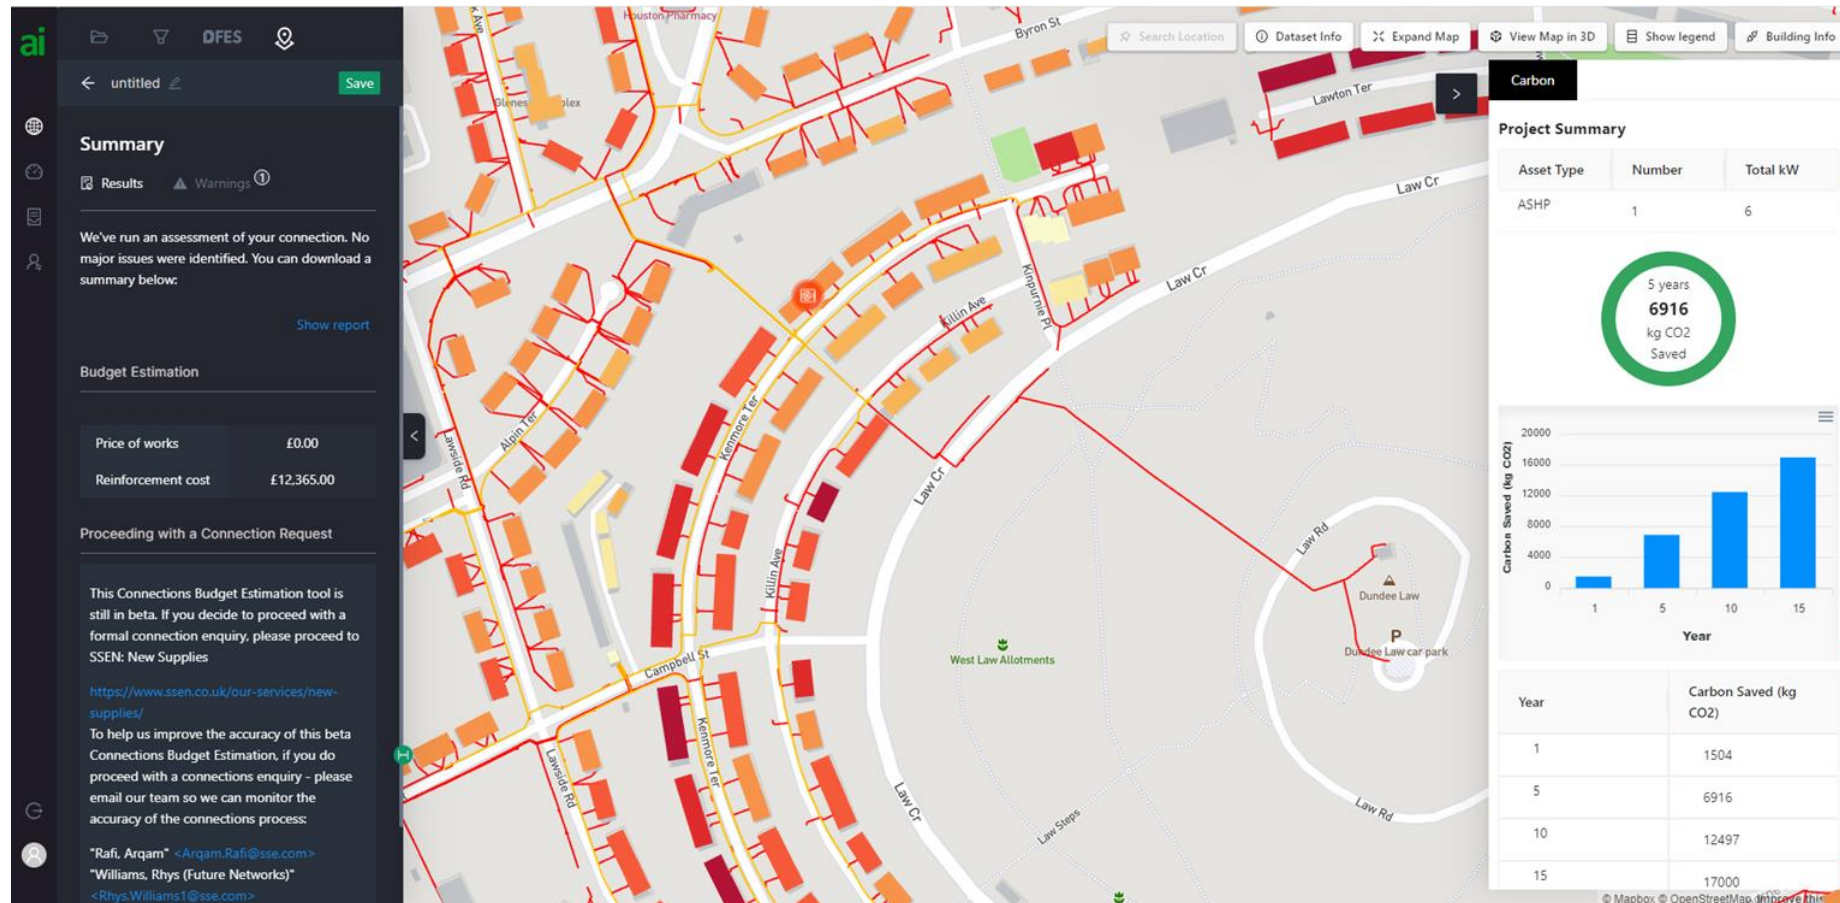 ai
DFES
untitled
Save
Summary
Results
Warnings 1
We've run an assessment of your connection. No
major issues were identified. You can download a
summary below:
Show report
Budget Estimation
Price of works £0.00
Reinforcement cost £12,365.00
Proceeding with a Connection Request
This Connections Budget Estimation tool is
still in beta. If you decide to proceed with a
formal connection enquiry, please proceed to
SSEN: New Supplies
https://www.ssen.co.uk/our-services/new-
supplies/
To help us improve the accuracy of this beta
Connections Budget Estimation, if you do
proceed with a connections enquiry - please
email our team so we can monitor the
accuracy of the connections process:
"Rafi, Arqam" <Arqam.Rafi@sse.com>
"Williams, Rhys (Future Networks)"
<Rhys.Williams1@sse.com>
Houston Pharmacy
Byron St
Lawton Ter
Law Cr
Law Cr
Kinpurnie Pl
Killin Ave
Kenmore Ter
Alpin Ter
Lawside Rd
Law Cr
Killin Ave
Law Rd
Dundee Law
P
Dundee Law car park
West Law Allotments
Campbell St
Kenmore Ter
Lawside Rd
Law Cr
Law Steps
Law Rd
Search Location
Dataset Info
Expand Map
View Map in 3D
Show legend
Building Info
Carbon
Project Summary
Asset Type Number Total kW
ASHP 1 6
5 years
6916
kg CO2
Saved
Carbon Saved (kg CO2)
20000
16000
12000
8000
4000
0
1 5 10 15
Year
Year Carbon Saved (kg
CO2)
1 1504
5 6916
10 12497
15 17000
© Mapbox © OpenStreetMap Improve this